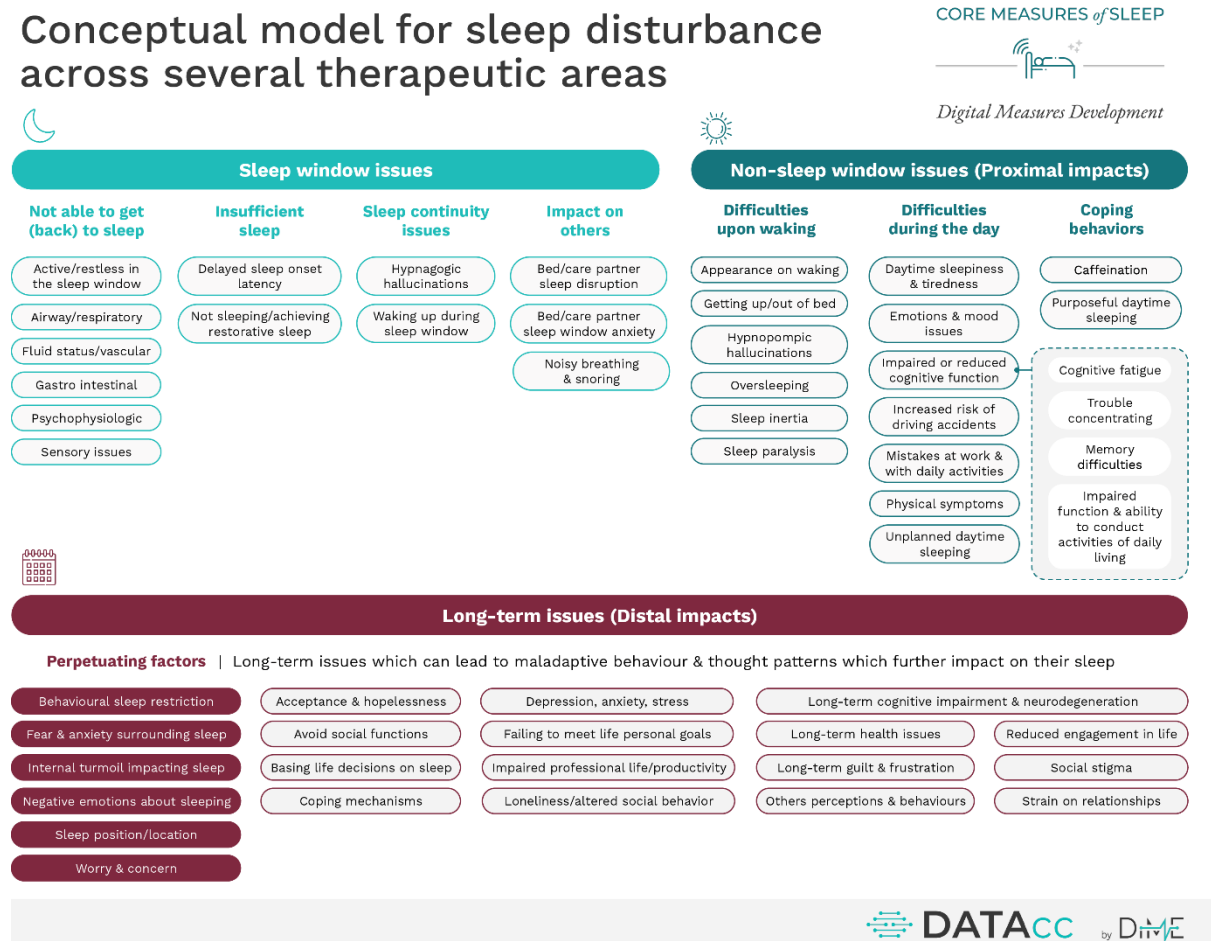 Conceptual model for sleep disturbance
across several therapeutic areas
CORE MEASURES of SLEEP
Digital Measures Development
Sleep window issues
Not able to get
(back) to sleep
Active/restless in
the sleep window
Airway/respiratory
Fluid status/vascular
Gastro intestinal
Psychophysiologic
Sensory issues
Insufficient
sleep
Delayed sleep onset
latency
Not sleeping/achieving
restorative sleep
Sleep continuity
issues
Hypnagogic
hallucinations
Waking up during
sleep window
Impact on
others
Bed/care partner
sleep disruption
Bed/care partner
sleep window anxiety
Noisy breathing
& snoring
Non-sleep window issues (Proximal impacts)
Difficulties
upon waking
Appearance on waking
Getting up/out of bed
Hypnopompic
hallucinations
Oversleeping
Sleep inertia
Sleep paralysis
Difficulties
during the day
Daytime sleepiness
& tiredness
Emotions & mood
issues
Impaired or reduced
cognitive function
Increased risk of
driving accidents
Mistakes at work &
with daily activities
Physical symptoms
Unplanned daytime
sleeping
Coping
behaviors
Caffeination
Purposeful daytime
sleeping
Cognitive fatigue
Trouble
concentrating
Memory
difficulties
Impaired
function & ability
to conduct
activities of daily
living
Long-term issues (Distal impacts)
Perpetuating factors | Long-term issues which can lead to maladaptive behaviour & thought patterns which further impact on their sleep
Behavioural sleep restriction
Fear & anxiety surrounding sleep
Internal turmoil impacting sleep
Negative emotions about sleeping
Sleep position/location
Worry & concern
Acceptance & hopelessness
Avoid social functions
Basing life decisions on sleep
Coping mechanisms
Depression, anxiety, stress
Failing to meet life personal goals
Impaired professional life/productivity
Loneliness/altered social behavior
Long-term cognitive impairment & neurodegeneration
Long-term health issues
Long-term guilt & frustration
Others perceptions & behaviours
Reduced engagement in life
Social stigma
Strain on relationships
DATAcc by DiME